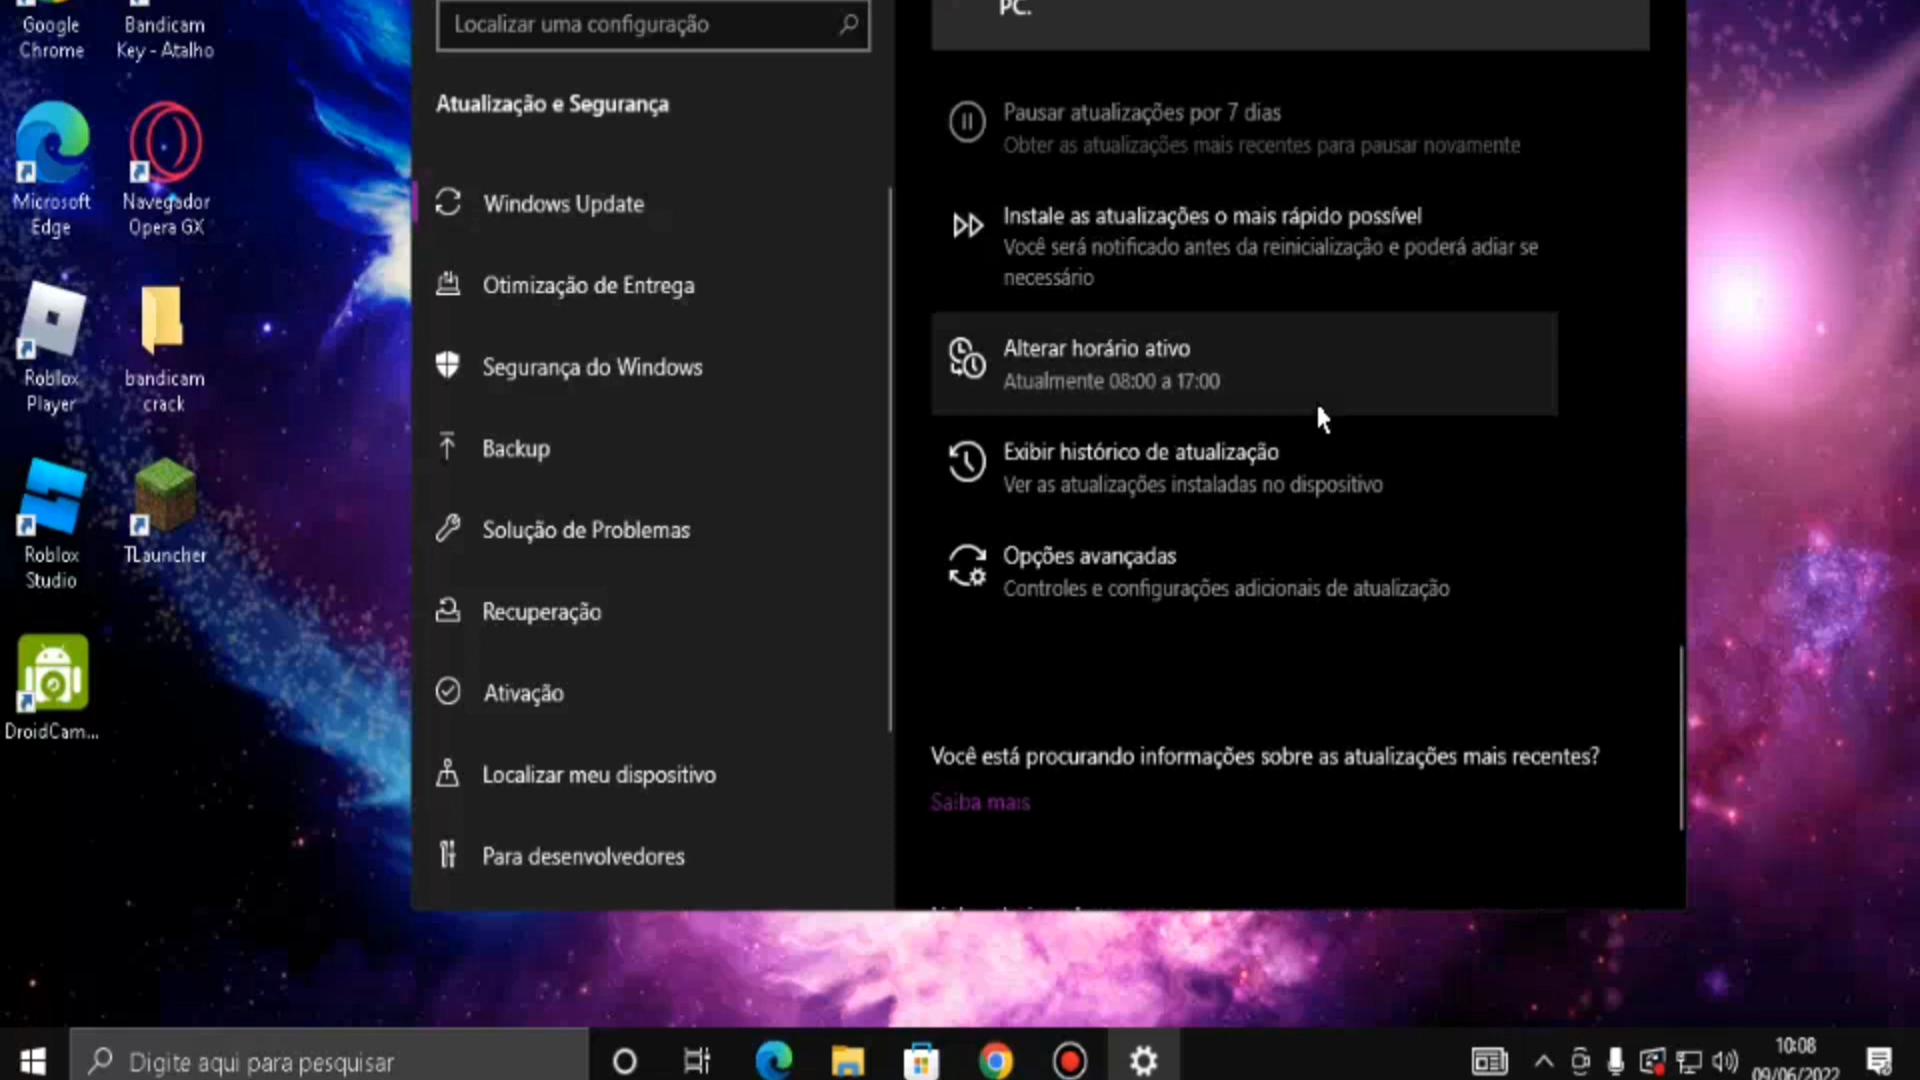 Google
Chrome
Bandicam
Key - Atalho
Microsoft
Edge
Navegador
Opera GX
Roblox
Player
bandicam
crack
Roblox
Studio
TLauncher
DroidCam...
Localizar uma configuração
Atualização e Segurança
Windows Update
Otimização de Entrega
Segurança do Windows
Backup
Solução de Problemas
Recuperação
Ativação
Localizar meu dispositivo
Para desenvolvedores
PC.
Pausar atualizações por 7 dias
Obter as atualizações mais recentes para pausar novamente
Instale as atualizações o mais rápido possível
Você será notificado antes da reinicialização e poderá adiar se
necessário
Alterar horário ativo
Atualmente 08:00 a 17:00
Exibir histórico de atualização
Ver as atualizações instaladas no dispositivo
Opções avançadas
Controles e configurações adicionais de atualização
Você está procurando informações sobre as atualizações mais recentes?
Saiba mais
Digite aqui para pesquisar
10:08
09/06/2022